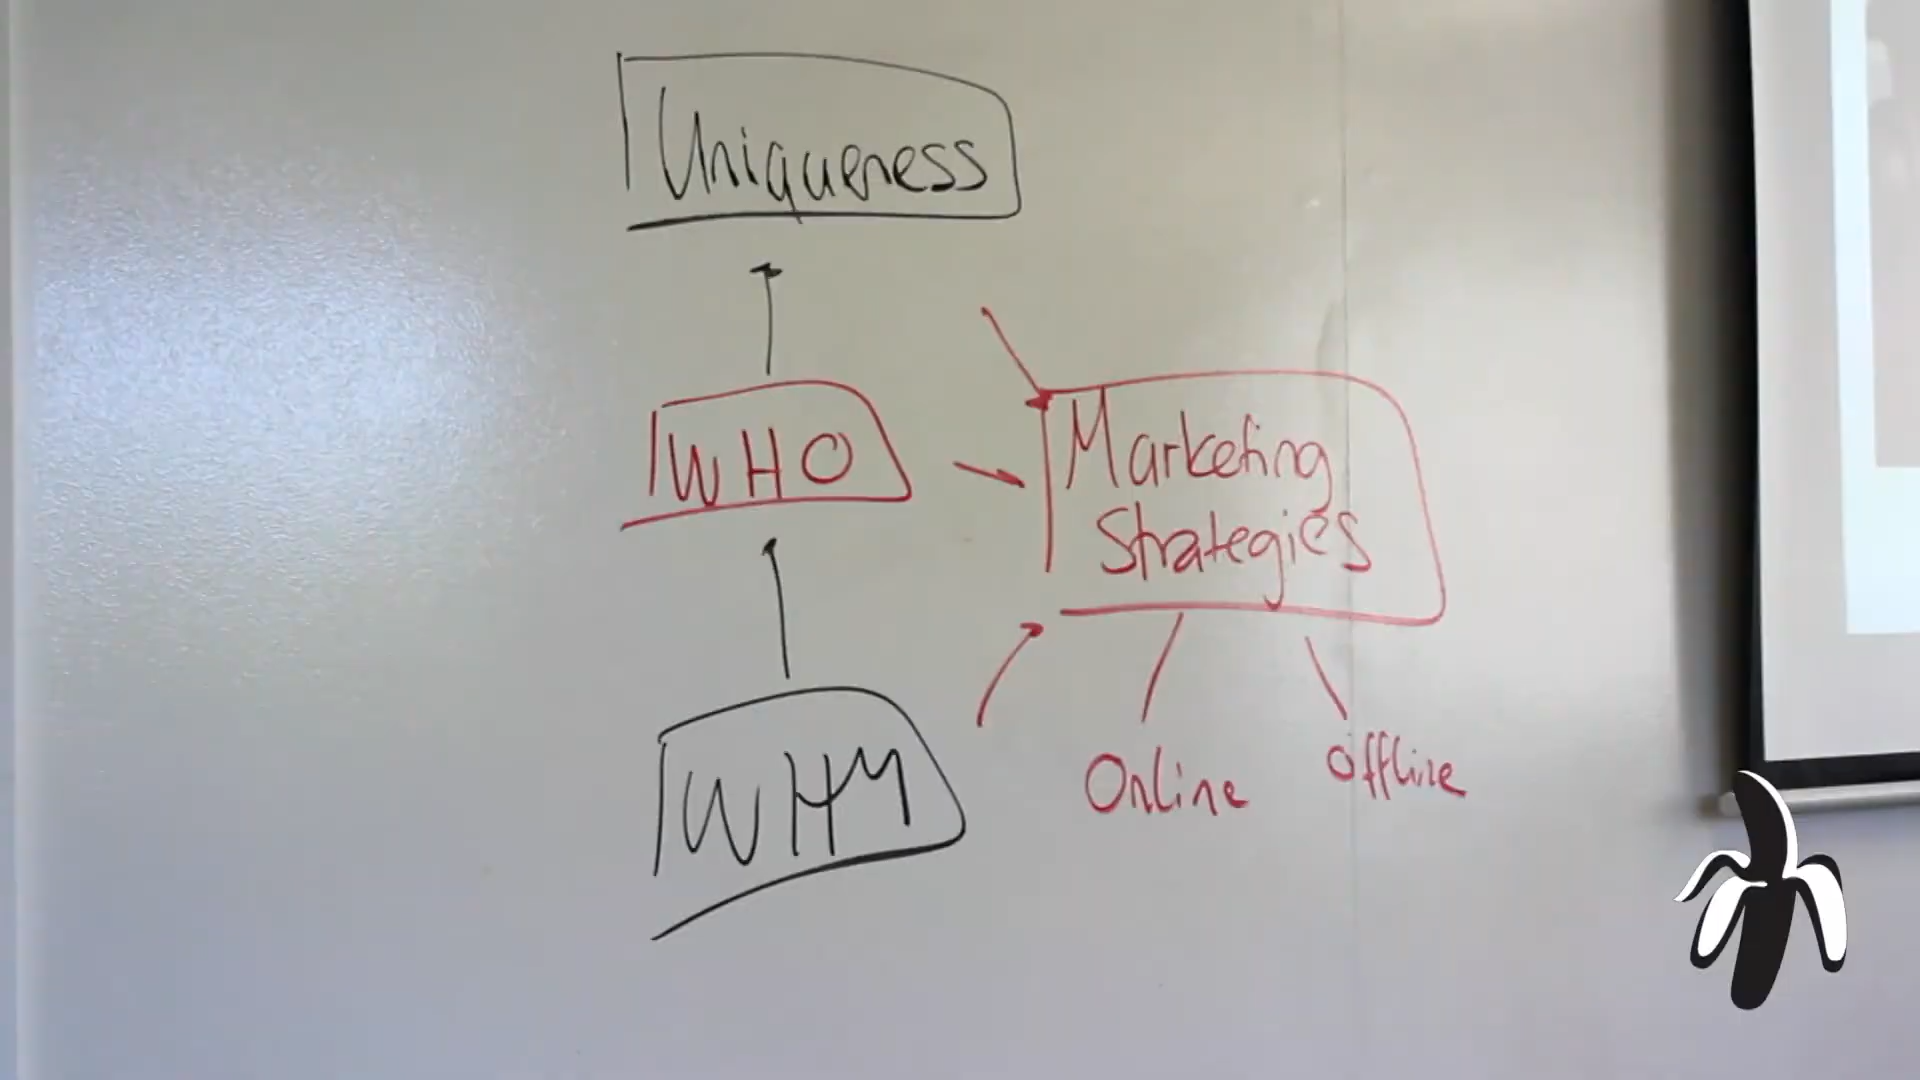 Uniqueness
WHO
Marketing
Strategies
WHY
Online
Offline